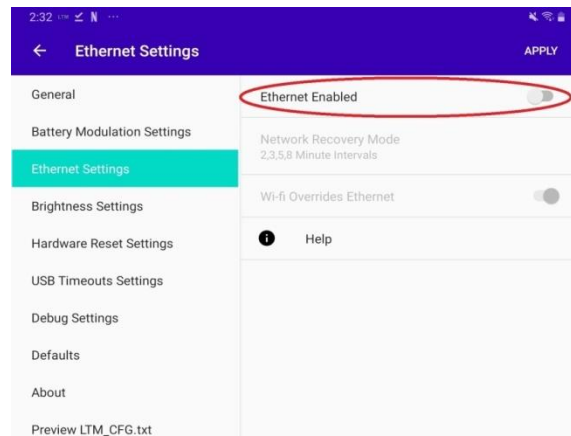 2:32 LTM N ...
Ethernet Settings APPLY
General
Battery Modulation Settings
Ethernet Settings
Brightness Settings
Hardware Reset Settings
USB Timeouts Settings
Debug Settings
Defaults
About
Preview LTM_CFG.txt
Ethernet Enabled
Network Recovery Mode
2,3,5,8 Minute Intervals
Wi-fi Overrides Ethernet
Help